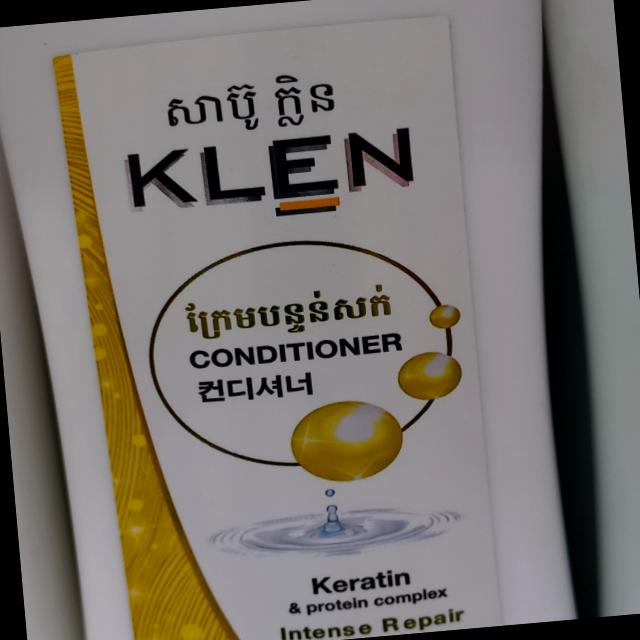 សាប៊ូ ក្លិន
KLEN
ក្រែមបន្ទន់សក់
CONDITIONER
컨디셔너
Keratin
& protein complex
Intense Repair